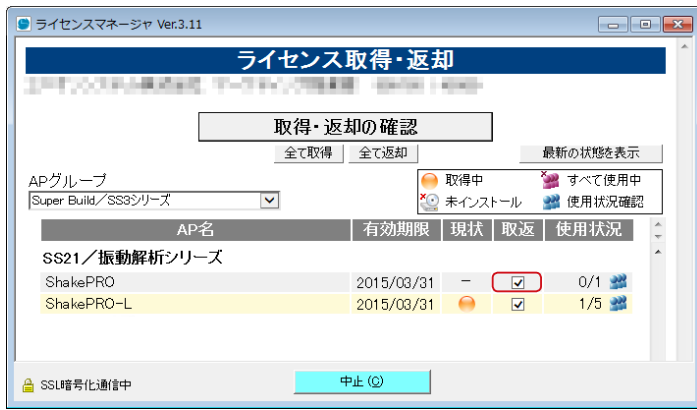 ライセンスマネージャ Ver.3.11
ライセンス取得・返却
取得・返却の確認
全て取得 全て返却 最新の状態を表示
APグループ
Super Build／SS3シリーズ
取得中 すべて使用中
未インストール 使用状況確認
AP名 有効期限 現状 取返 使用状況
SS21／振動解析シリーズ
ShakePRO 2015/03/31 － 0/1
ShakePRO-L 2015/03/31 1/5
SSL暗号化通信中
中止(C)